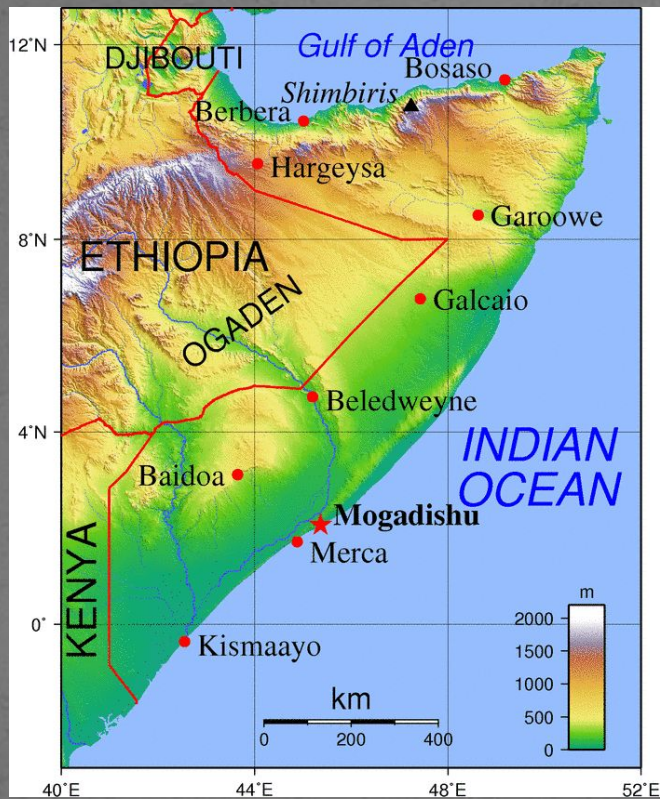 12°N
DJIBOUTI
Gulf of Aden
Bosaso
Shimbiris
Berbera
Hargeysa
Garoowe
8°N
ETHIOPIA
OGADEN
Galcaio
Beledweyne
4°N
INDIAN
OCEAN
Baidoa
Mogadishu
Merca
KENYA
0°
Kismaayo
m
2000
1500
1000
500
0
km
0 200 400
40°E 44°E 48°E 52°E